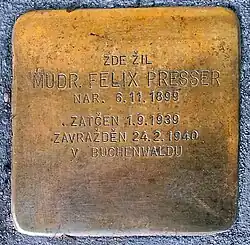 ZDE ŽIL
MUDR. FELIX PRESSER
NAR. 6.11.1899
ZATČEN 1.9.1939
ZAVRAŽDĚN 24.2.1940
V BUCHENWALDU